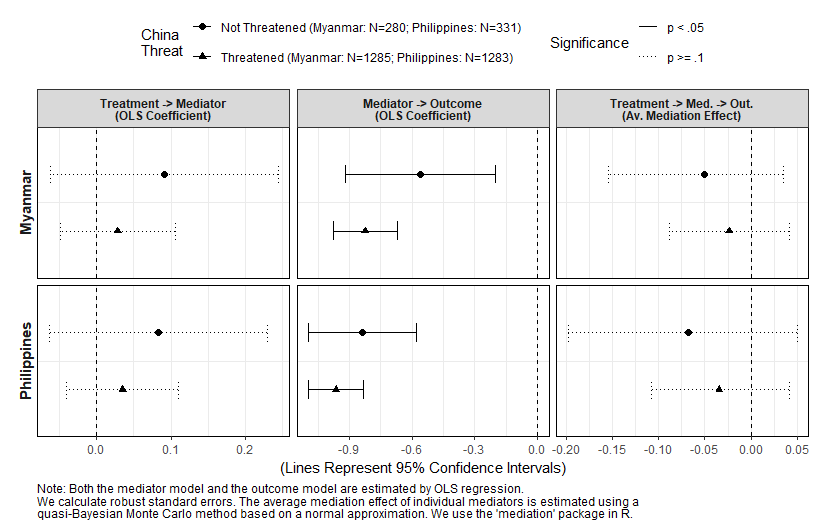 China
Threat
Not Threatened (Myanmar: N=280; Philippines: N=331)
Threatened (Myanmar: N=1285; Philippines: N=1283)
Significance
p < .05
p >= .1
Treatment -> Mediator
(OLS Coefficient)
Mediator -> Outcome
(OLS Coefficient)
Treatment -> Med. -> Out.
(Av. Mediation Effect)
Myanmar
Philippines
0.0 0.1 0.2
-0.9 -0.6 -0.3 0.0
-0.20 -0.15 -0.10 -0.05 0.00 0.05
(Lines Represent 95% Confidence Intervals)
Note: Both the mediator model and the outcome model are estimated by OLS regression.
We calculate robust standard errors. The average mediation effect of individual mediators is estimated using a
quasi-Bayesian Monte Carlo method based on a normal approximation. We use the 'mediation' package in R.